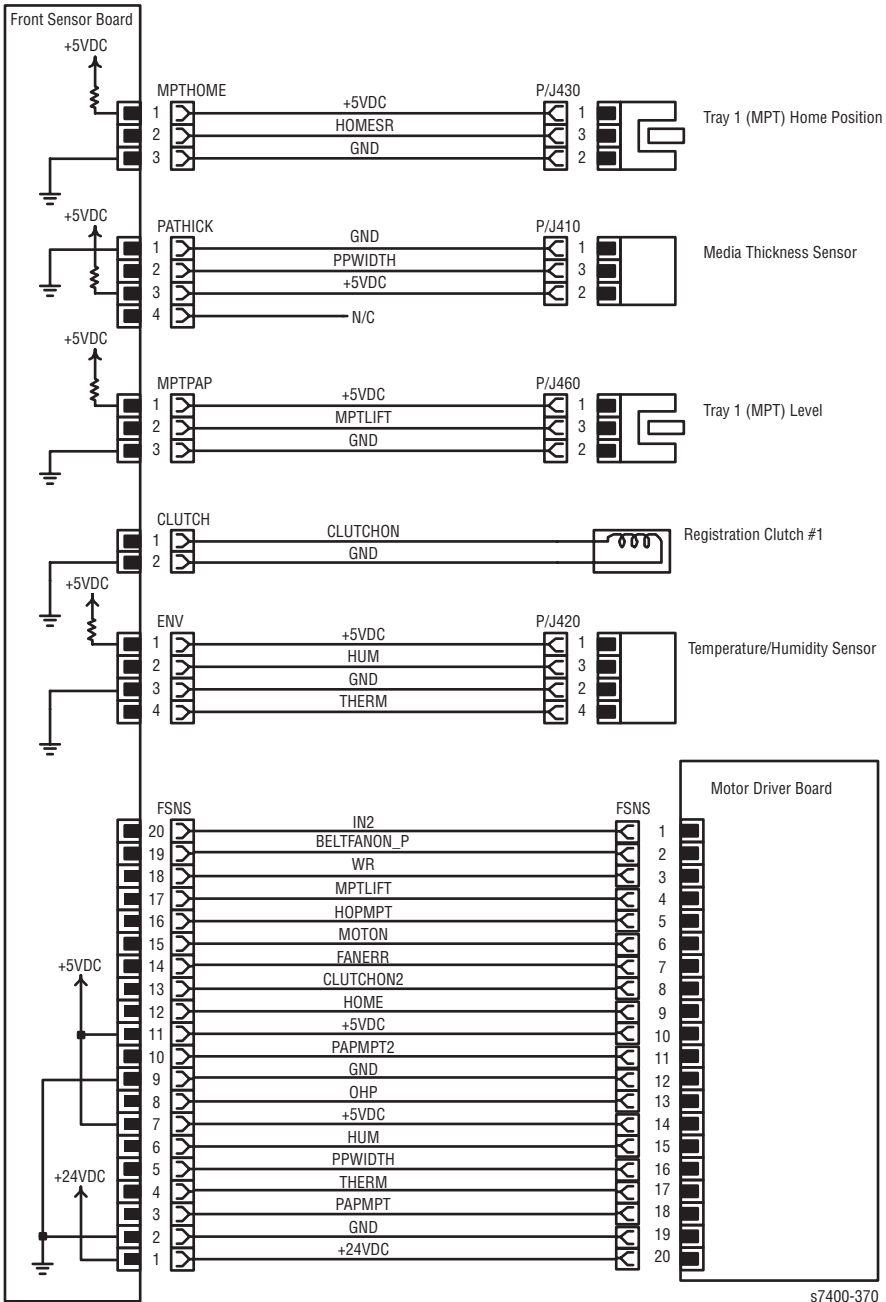 Front Sensor Board
+5VDC
MPTHOME
P/J430
1 +5VDC 1
2 HOMESR 3
3 GND 2
Tray 1 (MPT) Home Position
+5VDC
PATHICK
P/J410
1 GND 1
2 PPWIDTH 3
3 +5VDC 2
4 N/C
Media Thickness Sensor
+5VDC
MPTPAP
P/J460
1 +5VDC 1
2 MPTLIFT 3
3 GND 2
Tray 1 (MPT) Level
CLUTCH
1 CLUTCHON
2 GND
Registration Clutch #1
+5VDC
ENV
P/J420
1 +5VDC 1
2 HUM 3
3 GND 2
4 THERM 4
Temperature/Humidity Sensor
Motor Driver Board
FSNS
FSNS
20 IN2 1
19 BELTFANON_P 2
18 WR 3
17 MPTLIFT 4
16 HOPMPT 5
15 MOTON 6
+5VDC
14 FANERR 7
13 CLUTCHON2 8
12 HOME 9
11 +5VDC 10
10 PAPMPT2 11
9 GND 12
8 OHP 13
7 +5VDC 14
6 HUM 15
5 PPWIDTH 16
+24VDC
4 THERM 17
3 PAPMPT 18
2 GND 19
1 +24VDC 20
s7400-370